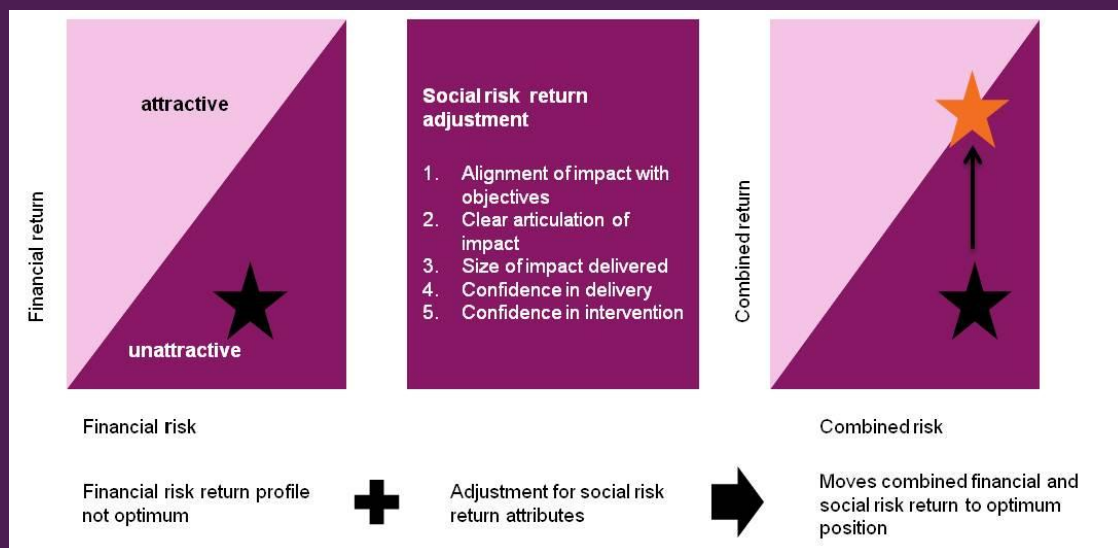 Financial return
attractive
unattractive
Financial risk
Financial risk return profile
not optimum
Social risk return
adjustment
1. Alignment of impact with
objectives
2. Clear articulation of
impact
3. Size of impact delivered
4. Confidence in delivery
5. Confidence in intervention
Adjustment for social risk
return attributes
Combined return
Combined risk
Moves combined financial and
social risk return to optimum
position